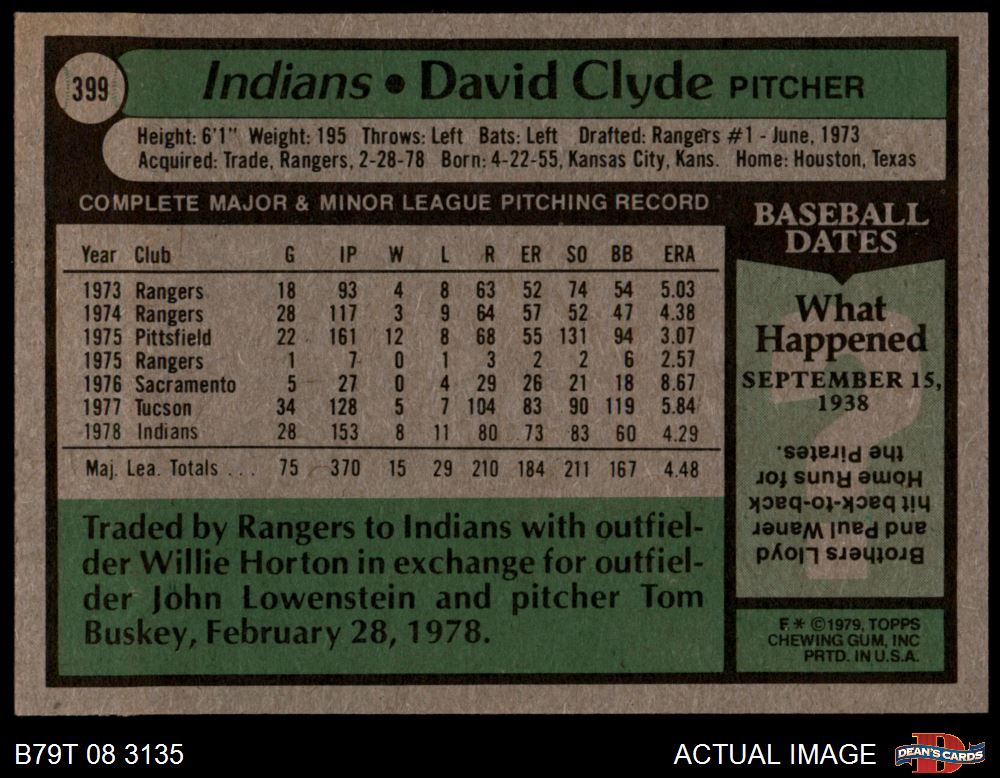 399
Indians • David Clyde PITCHER
Height: 6'1" Weight: 195 Throws: Left Bats: Left Drafted: Rangers #1 - June, 1973
Acquired: Trade, Rangers, 2-28-78 Born: 4-22-55, Kansas City, Kans. Home: Houston, Texas
COMPLETE MAJOR & MINOR LEAGUE PITCHING RECORD
Year Club G IP W L R ER SO BB ERA
1973 Rangers 18 93 4 8 63 52 74 54 5.03
1974 Rangers 28 117 3 9 64 57 52 47 4.38
1975 Pittsfield 22 161 12 8 68 55 131 94 3.07
1975 Rangers 1 7 0 1 3 2 2 6 2.57
1976 Sacramento 5 27 0 4 29 26 21 18 8.67
1977 Tucson 34 128 5 7 104 83 90 119 5.84
1978 Indians 28 153 8 11 80 73 83 60 4.29
Maj. Lea. Totals ... 75 370 15 29 210 184 211 167 4.48
Traded by Rangers to Indians with outfiel-
der Willie Horton in exchange for outfiel-
der John Lowenstein and pitcher Tom
Buskey, February 28, 1978.
BASEBALL
DATES
What
Happened
SEPTEMBER 15,
1938
?
Brothers Lloyd
and Paul Waner
hit back-to-back
Home Runs for
the Pirates.
F.* ©1979, TOPPS
CHEWING GUM, INC
PRTD. IN U.S.A.
B79T 08 3135
ACTUAL IMAGE
DEAN'S CARDS